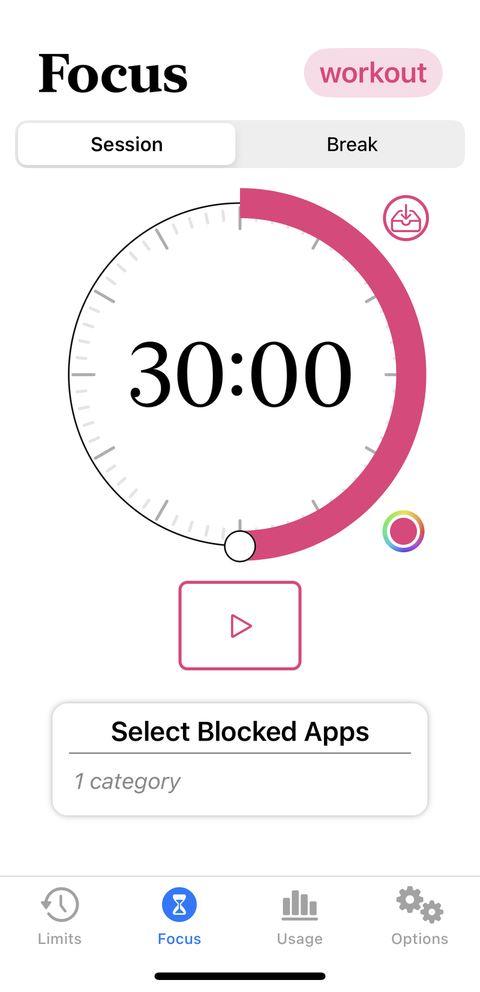 Focus
workout
Session
Break
30:00
Select Blocked Apps
1 category
Limits
Focus
Usage
Options